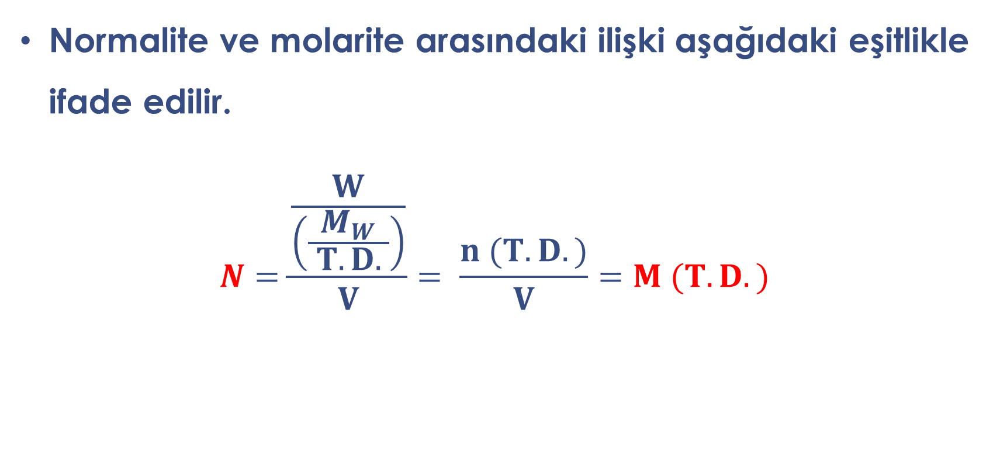 • Normalite ve molarite arasındaki ilişki aşağıdaki eşitlikle
ifade edilir.
N = (W / (M_W / T.D.)) / V = n (T.D.) / V = M (T.D.)